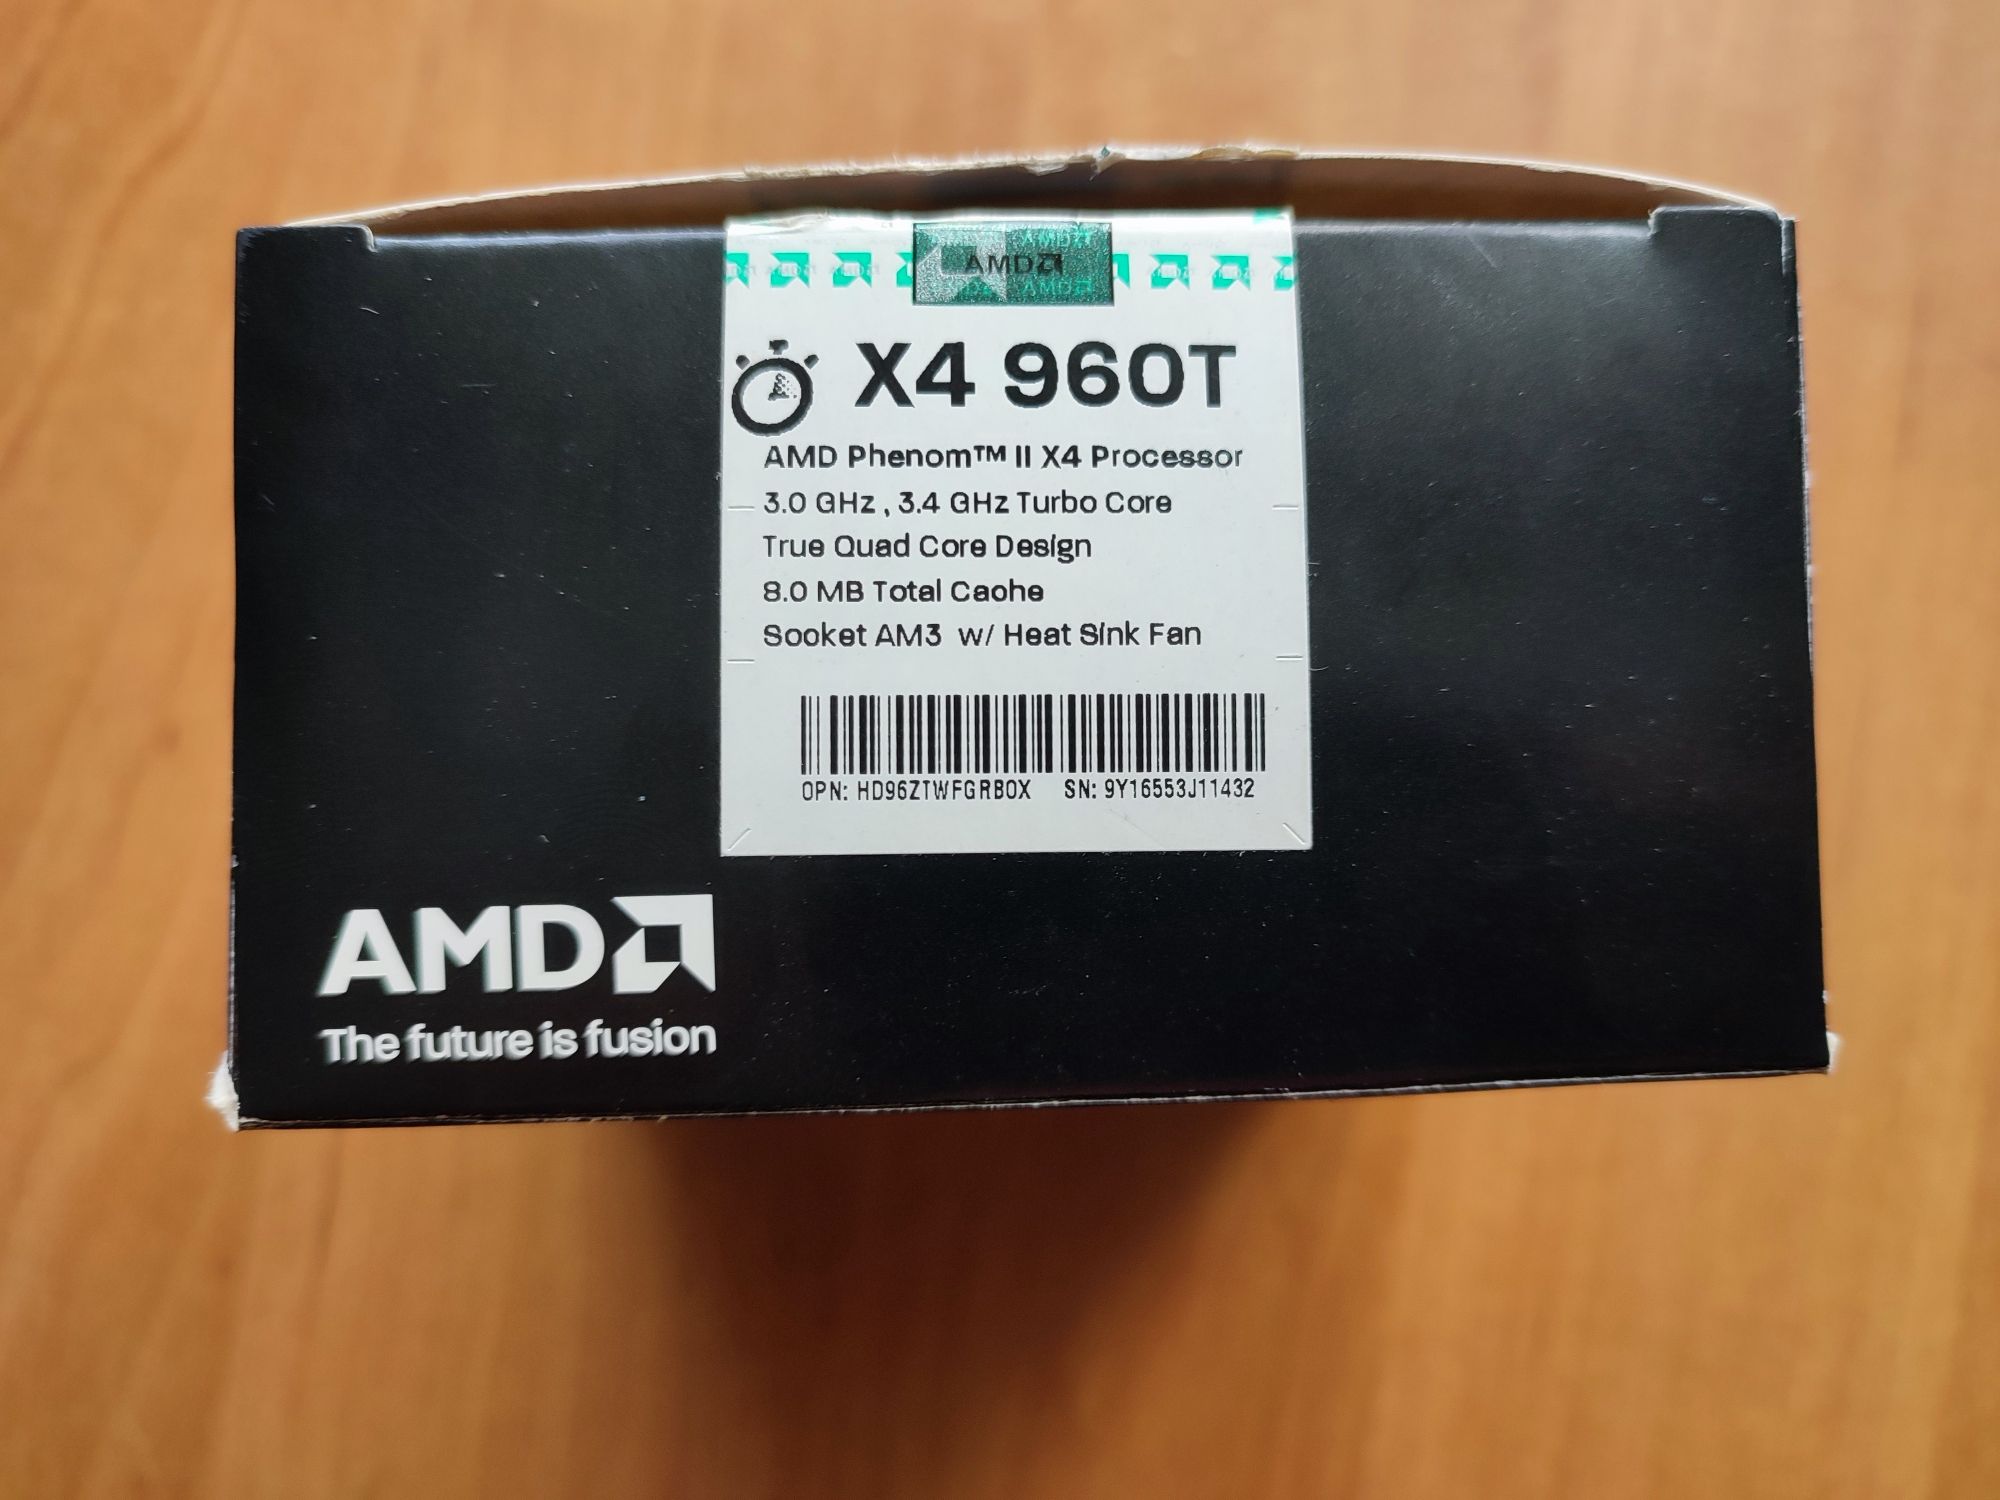 AMD
X4 960T
AMD Phenom™ II X4 Processor
3.0 GHz , 3.4 GHz Turbo Core
True Quad Core Design
8.0 MB Total Cache
Socket AM3 w/ Heat Sink Fan
OPN: HD96ZTWFGRBOX SN: 9Y16553J11432
AMD
The future is fusion